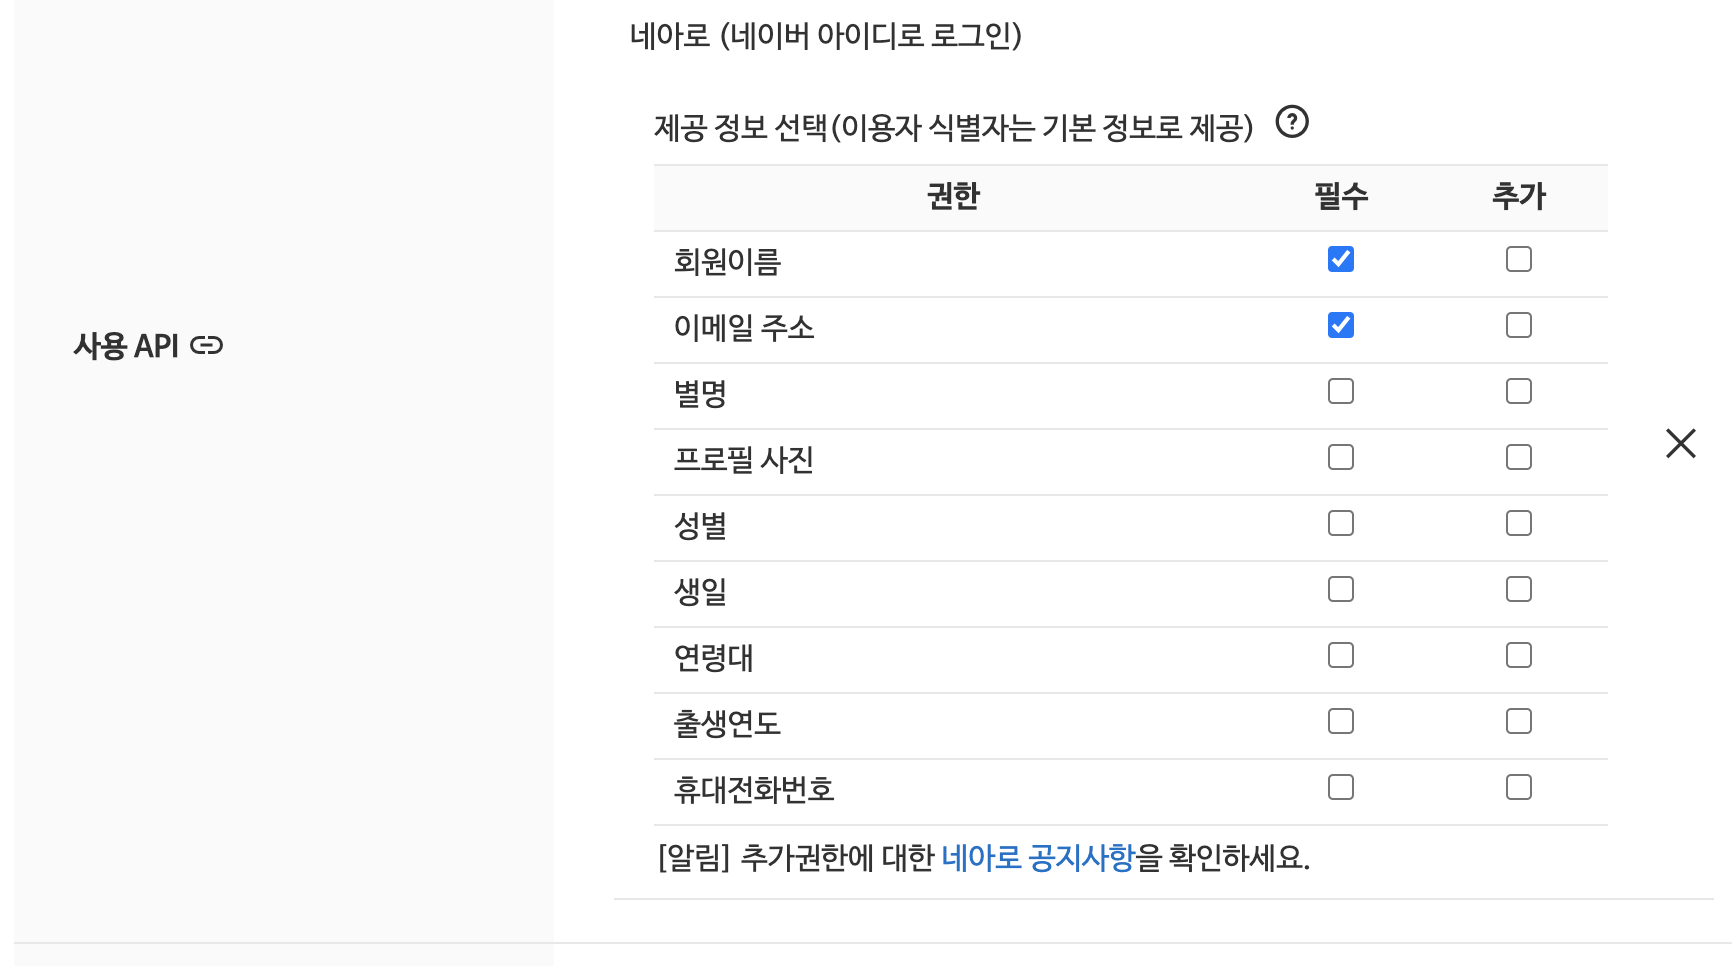 네아로 (네이버 아이디로 로그인)
제공 정보 선택(이용자 식별자는 기본 정보로 제공) ?
권한 필수 추가
회원이름
이메일 주소
사용 API
별명
프로필 사진
성별
생일
연령대
출생연도
휴대전화번호
[알림] 추가권한에 대한 네아로 공지사항을 확인하세요.